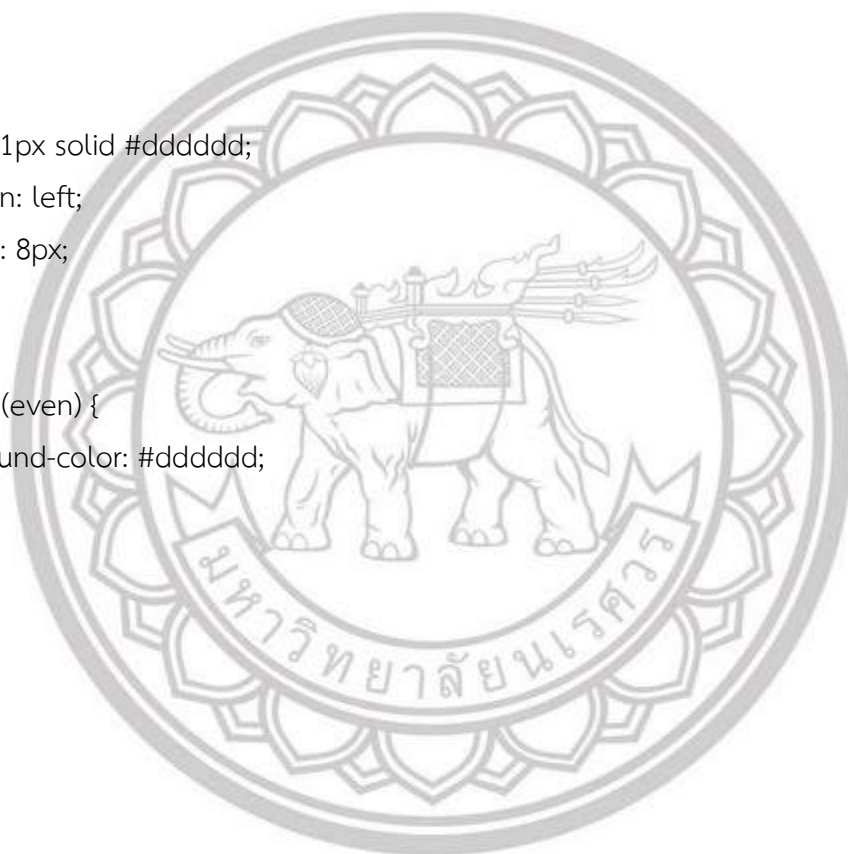 1px solid #dddddd;
n: left;
: 8px;
(even) {
und-color: #dddddd;
มหาวิทยาลัยนเรศวร